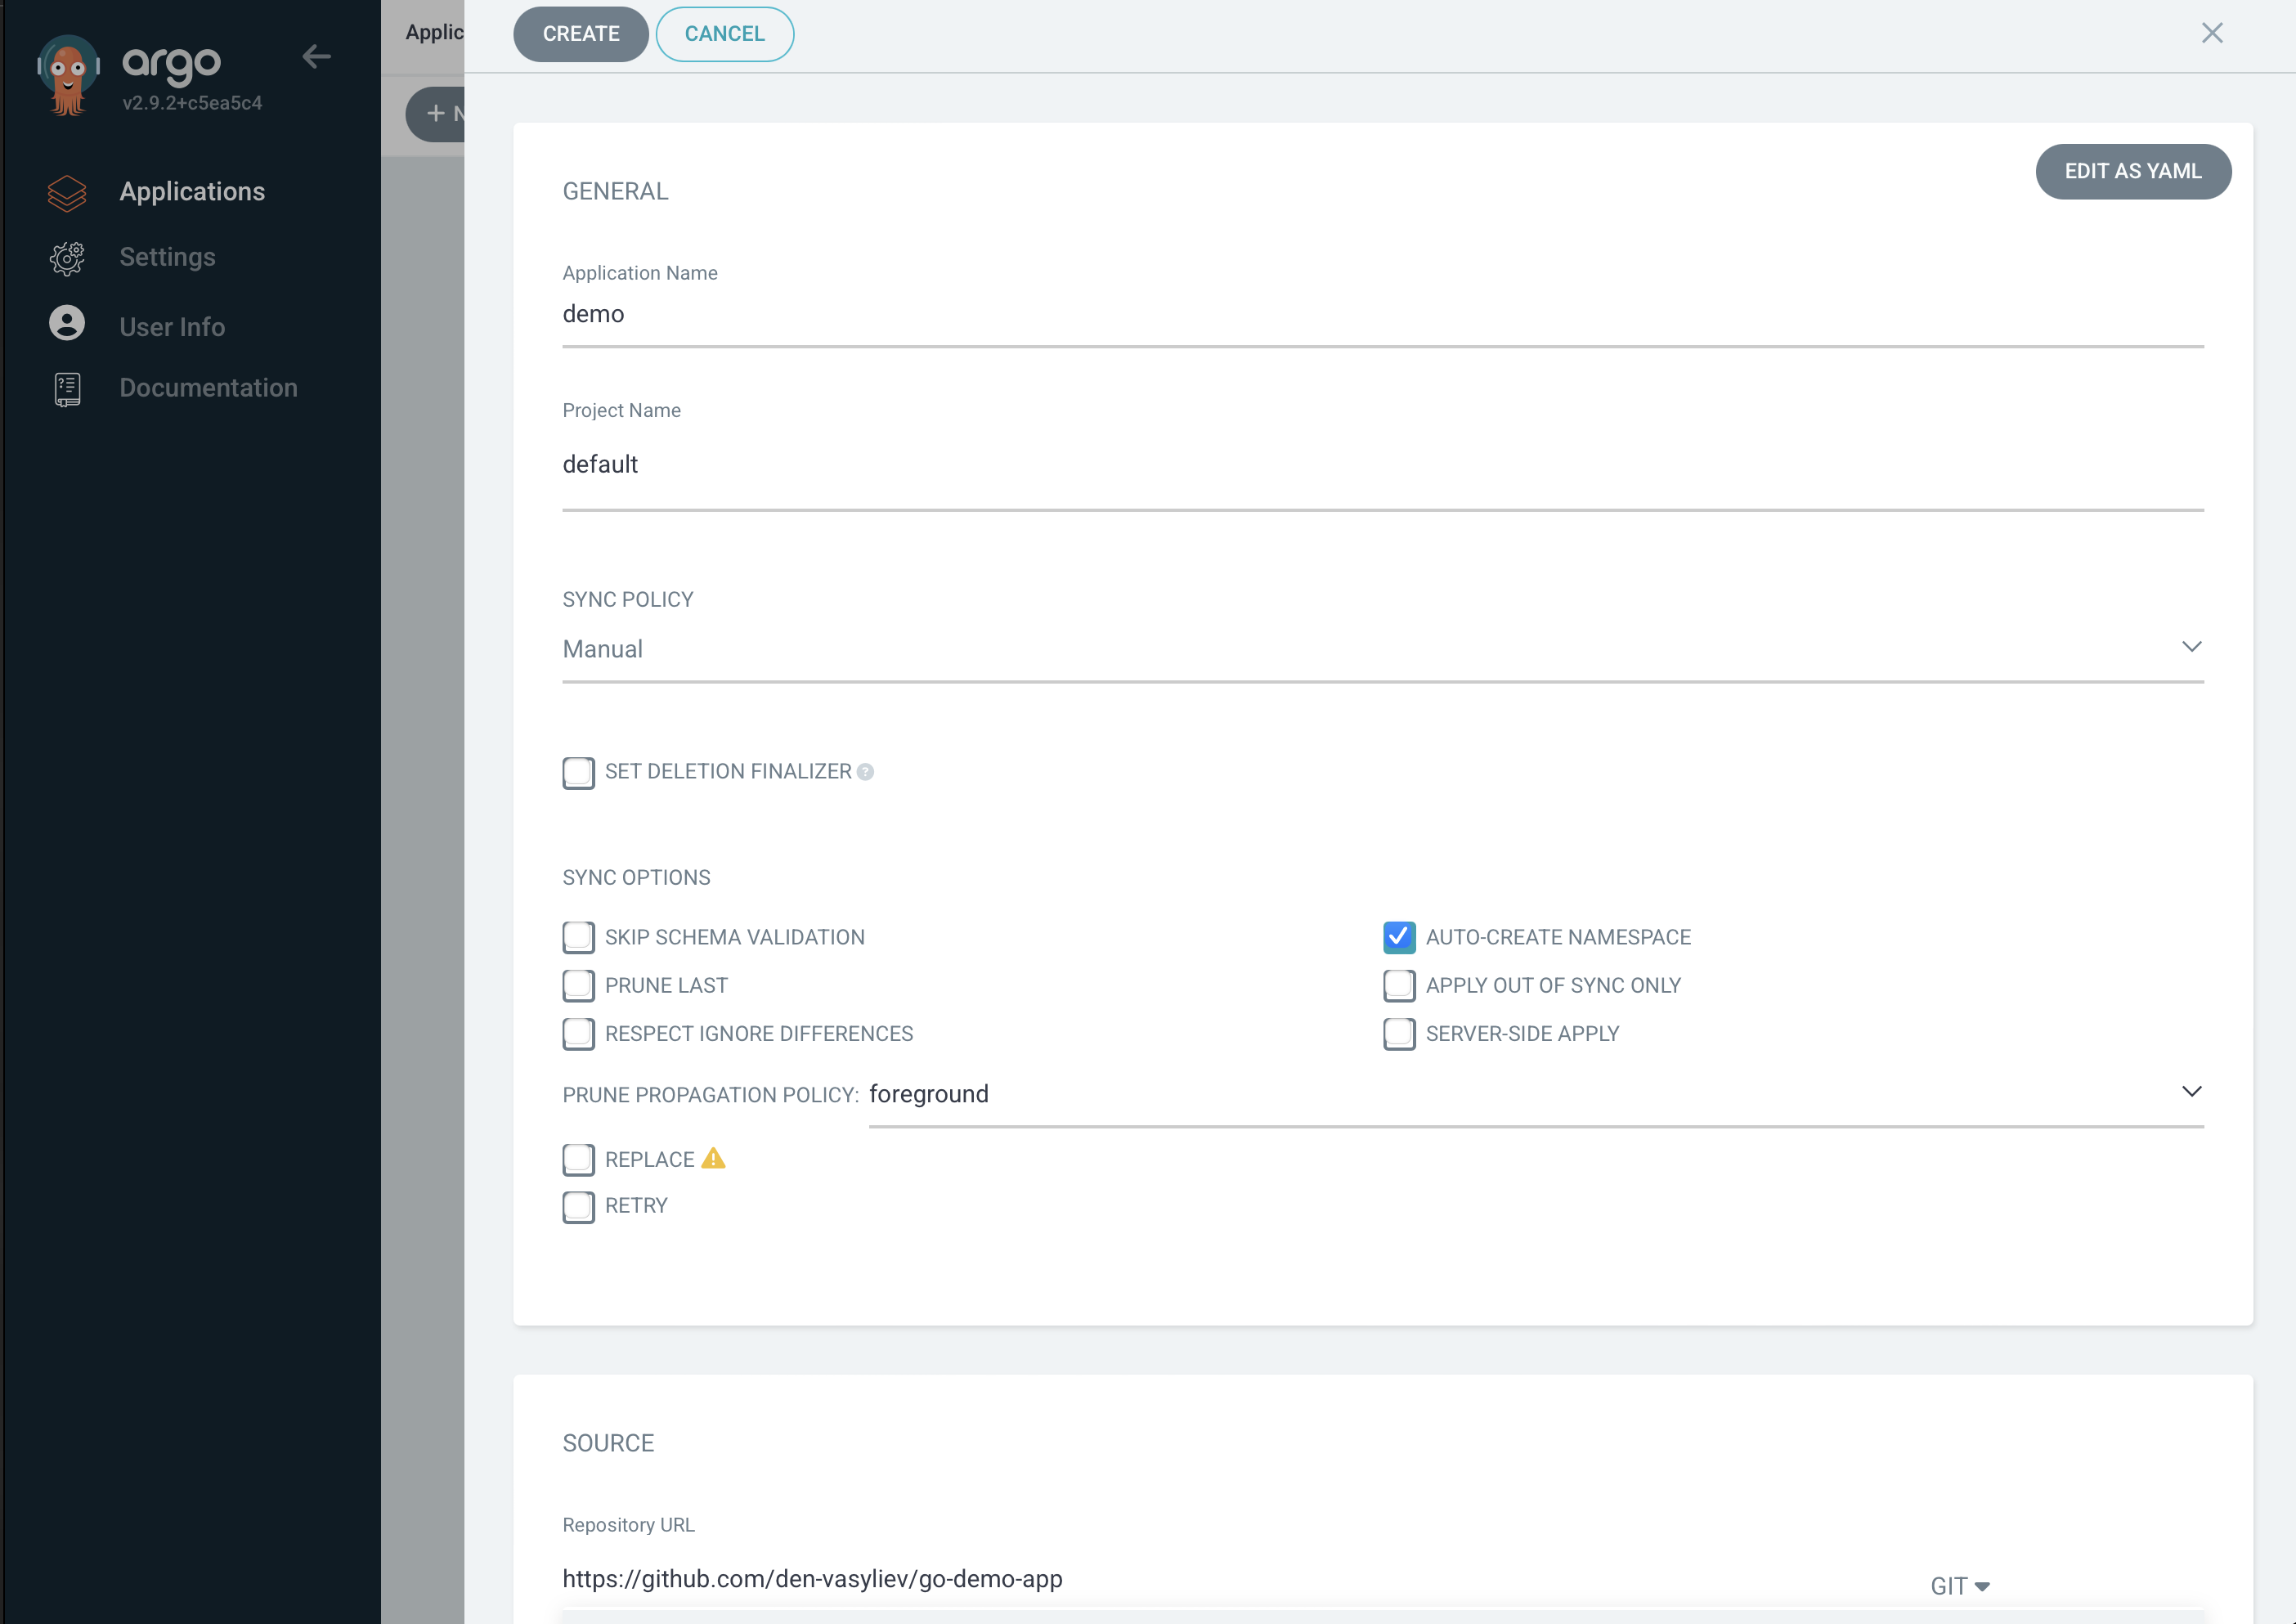 argo
v2.9.2+c5ea5c4
Applications
Settings
User Info
Documentation
Applic
+ N
CREATE
CANCEL
EDIT AS YAML
GENERAL
Application Name
demo
Project Name
default
SYNC POLICY
Manual
SET DELETION FINALIZER ?
SYNC OPTIONS
SKIP SCHEMA VALIDATION
AUTO-CREATE NAMESPACE
PRUNE LAST
APPLY OUT OF SYNC ONLY
RESPECT IGNORE DIFFERENCES
SERVER-SIDE APPLY
PRUNE PROPAGATION POLICY: foreground
REPLACE
RETRY
SOURCE
Repository URL
https://github.com/den-vasyliev/go-demo-app
GIT